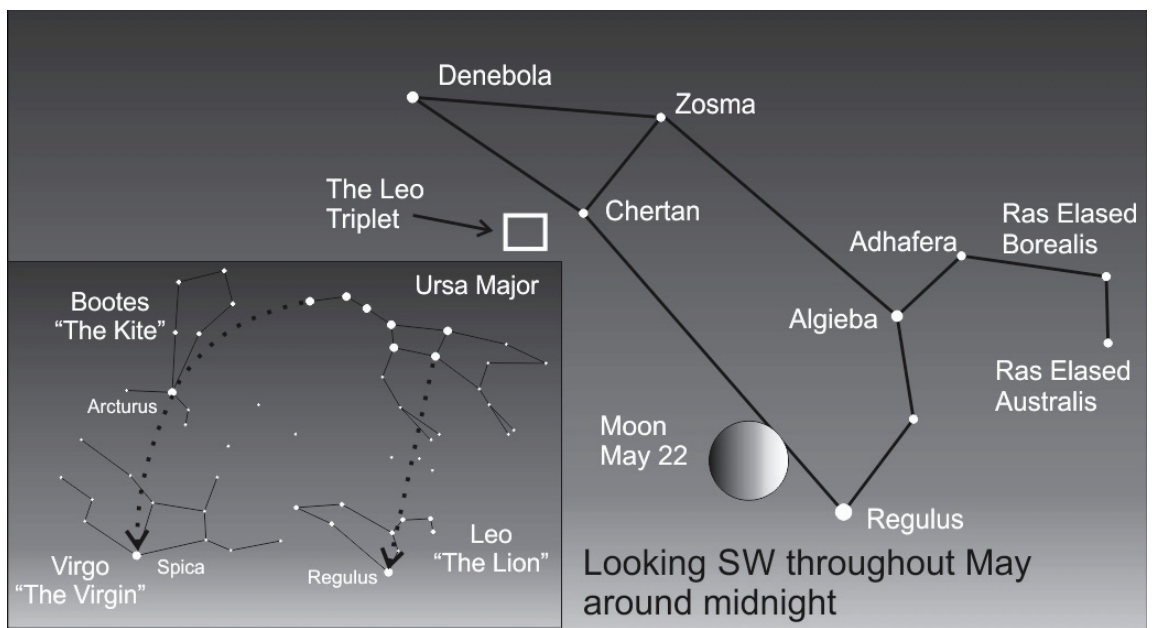 Denebola
Zosma
The Leo
Triplet
Chertan
Ras Elased
Borealis
Adhafera
Algieba
Ras Elased
Australis
Moon
May 22
Regulus
Looking SW throughout May
around midnight
Ursa Major
Bootes
“The Kite”
Arcturus
Leo
“The Lion”
Regulus
Virgo
“The Virgin”
Spica